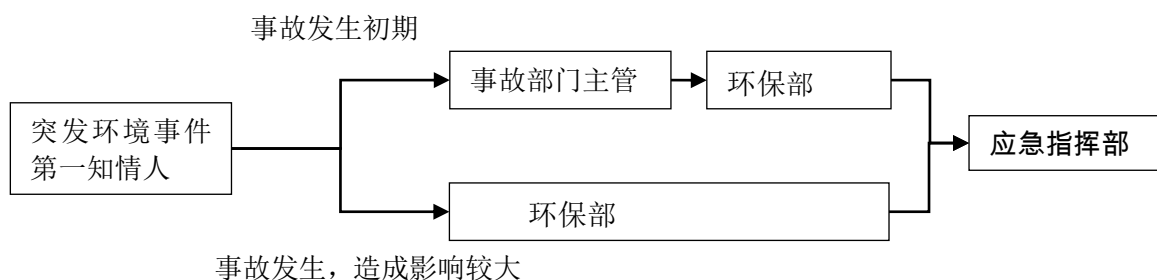 事故发生初期
事故部门主管
环保部
突发环境事件
第一知情人
应急指挥部
环保部
事故发生，造成影响较大